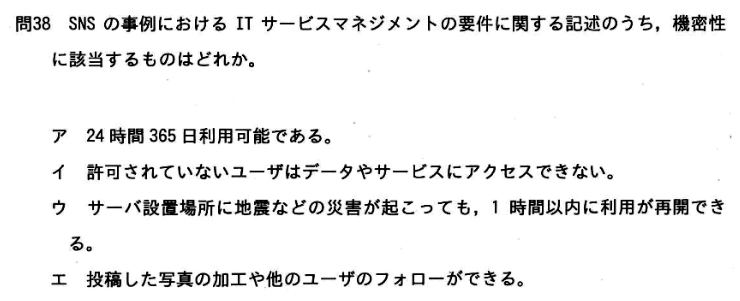 問38 SNS の事例における IT サービスマネジメントの要件に関する記述のうち，機密性
に該当するものはどれか。
ア 24 時間 365 日利用可能である。
イ 許可されていないユーザはデータやサービスにアクセスできない。
ウ サーバ設置場所に地震などの災害が起こっても，1 時間以内に利用が再開でき
る。
エ 投稿した写真の加工や他のユーザのフォローができる。